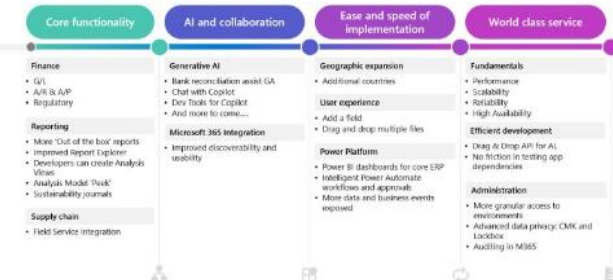 Core functionality
AI and collaboration
Ease and speed of
implementation
World class service
Finance
• G/L
• A/R & A/P
• Regulatory
Reporting
• More 'Out of the box' reports
• Improved Report Explorer
• Developers can create Analysis
Views
• Analysis Model 'Peek'
• Sustainability journals
Supply chain
• Field Service integration
Generative AI
• Bank reconciliation assist GA
• Chat with Copilot
• Dev Tools for Copilot
• And more to come....
Microsoft 365 Integration
• Improved discoverability and
usability
Geographic expansion
• Additional countries
User experience
• Add a field
• Drag and drop multiple files
Power Platform
• Power BI dashboards for core ERP
• Intelligent Power Automate
workflows and approvals
• More data and business events
exposed
Fundamentals
• Performance
• Scalability
• Reliability
• High Availability
Efficient development
• Drag & Drop API for AL
• No friction in testing app
dependencies
Administration
• More granular access to
environments
• Advanced data privacy: CMK and
Lockbox
• Auditing in M365